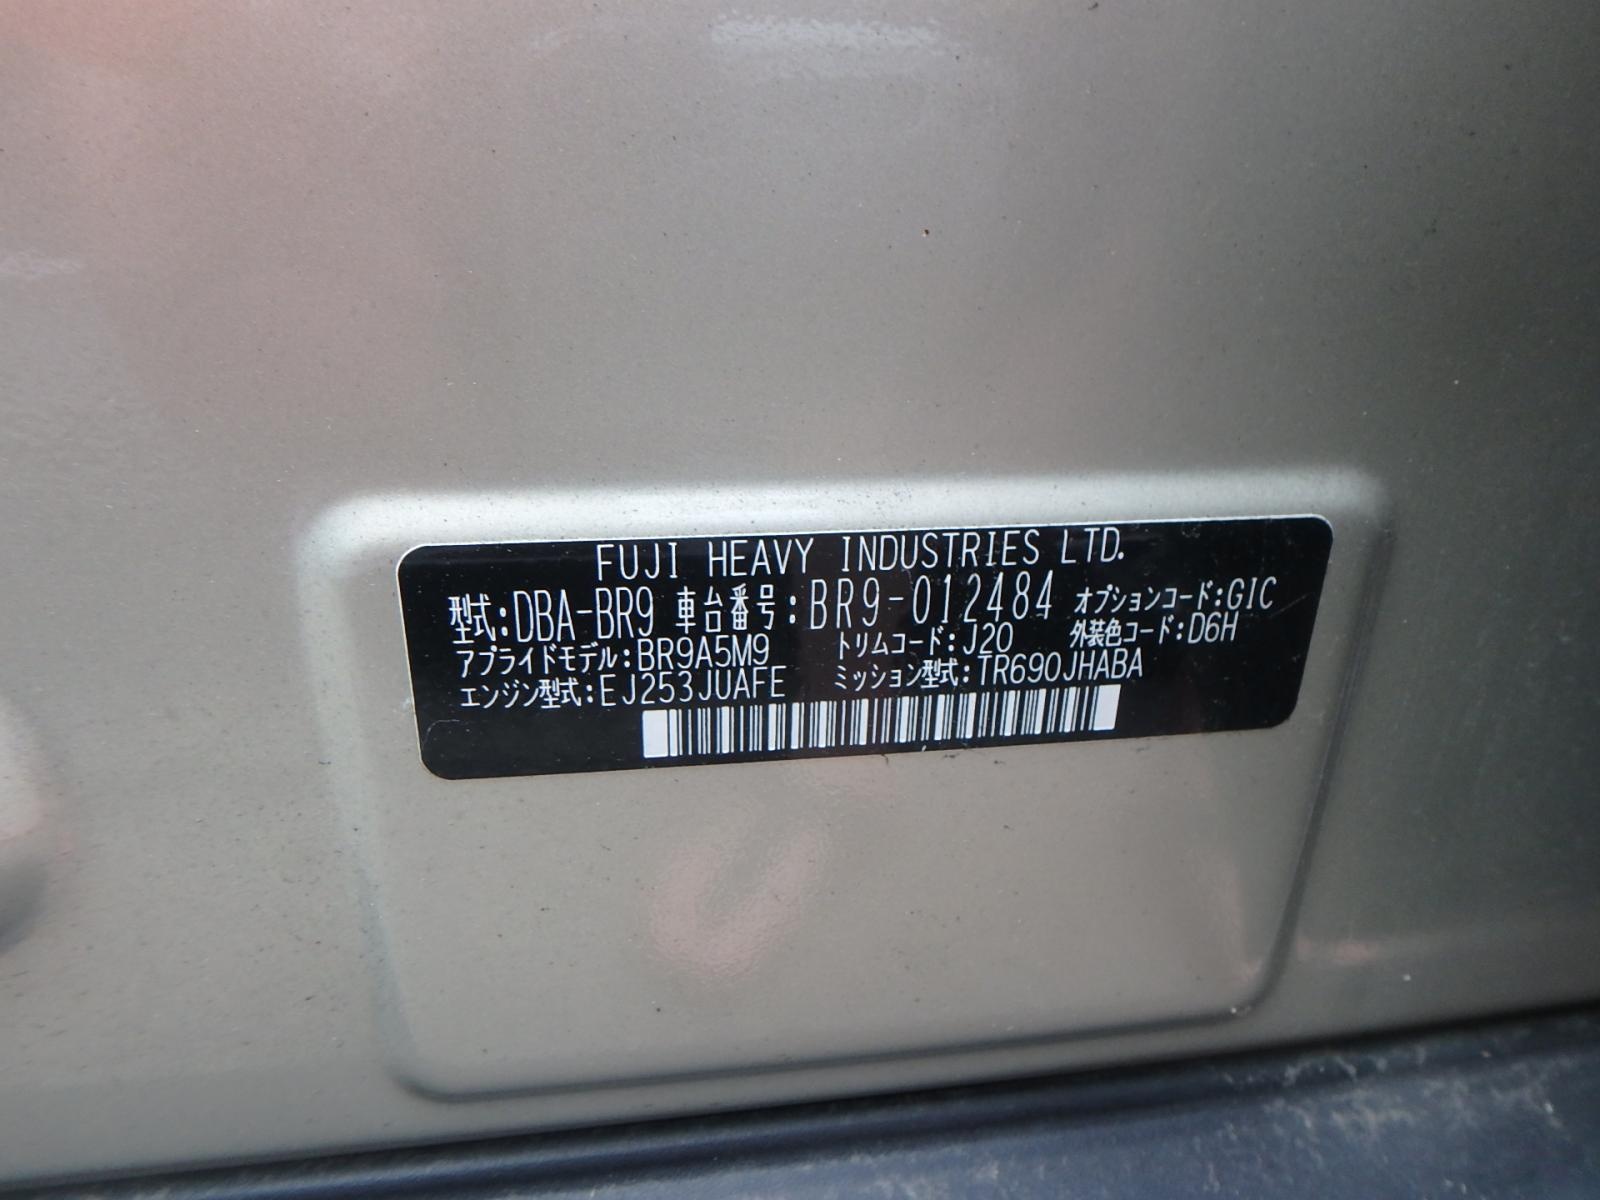 FUJI HEAVY INDUSTRIES LTD.
型式:DBA-BR9 車台番号:BR9-012484 オプションコード:GIC
アプライドモデル:BR9A5M9 トリムコード:J20 外装色コード:D6H
エンジン型式:EJ253JUAFE ミッション型式:TR690JHABA